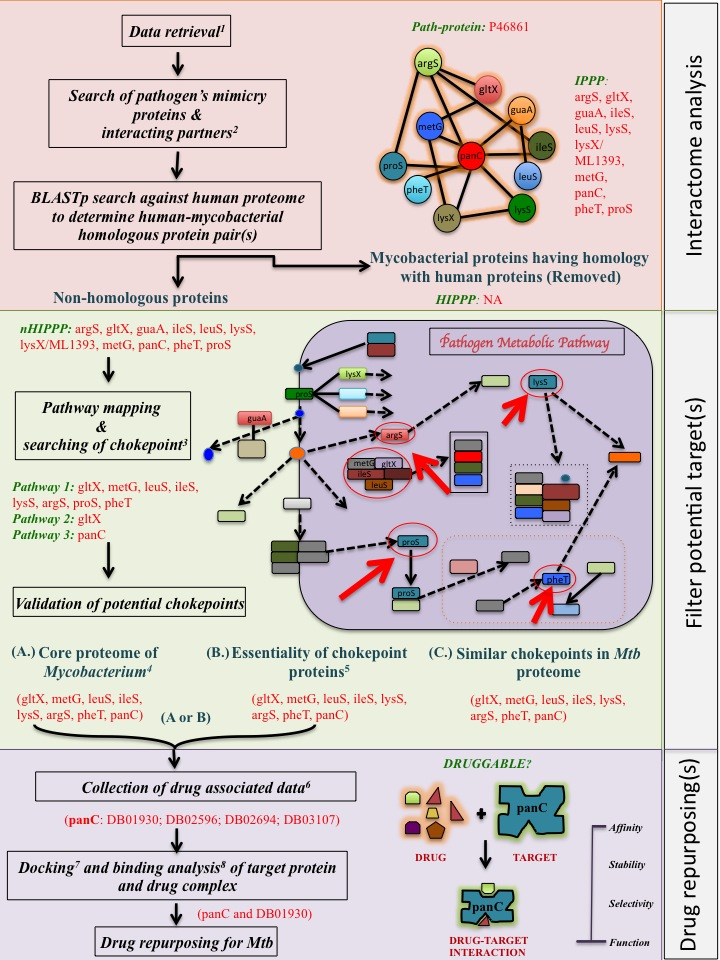 Data retrieval1
Search of pathogen's mimicry
proteins &
interacting partners2
BLASTp search against human proteome
to determine human-mycobacterial
homologous protein pair(s)
Path-protein: P46861
argS
gltX
guaA
metG
ileS
panC
proS
leuS
pheT
lysX
lysS
IPPP:
argS, gltX,
guaA, ileS,
leuS, lysS,
lysX/
ML1393,
metG,
panC,
pheT, proS
Mycobacterial proteins having homology
with human proteins (Removed)
HIPPP: NA
Non-homologous proteins
Interactome analysis
nHIPPP: argS, gltX, guaA, ileS, leuS, lysS,
lysX/ML1393, metG, panC, pheT, proS
Pathway mapping
&
searching of chokepoint3
Pathway 1: gltX, metG, leuS, ileS,
lysS, argS, proS, pheT
Pathway 2: gltX
Pathway 3: panC
Validation of potential chokepoints
Pathogen Metabolic Pathway
lysX
proS
guaA
lysS
argS
metG
gltX
ileS
leuS
proS
proS
pheT
(A.) Core proteome of
Mycobacterium4
(gltX, metG, leuS, ileS,
lysS, argS, pheT, panC)
(A or B)
(B.) Essentiality of chokepoint
proteins5
(gltX, metG, leuS, ileS, lysS,
argS, pheT, panC)
(C.) Similar chokepoints in Mtb
proteome
(gltX, metG, leuS, ileS, lysS,
argS, pheT, panC)
Filter potential target(s)
Collection of drug associated data6
(panC: DB01930; DB02596; DB02694; DB03107)
Docking7 and binding analysis8 of target protein
and drug complex
(panC and DB01930)
Drug repurposing for Mtb
DRUGGABLE?
panC
DRUG
TARGET
panC
DRUG-TARGET
INTERACTION
Affinity
Stability
Selectivity
Function
Drug repurposing(s)